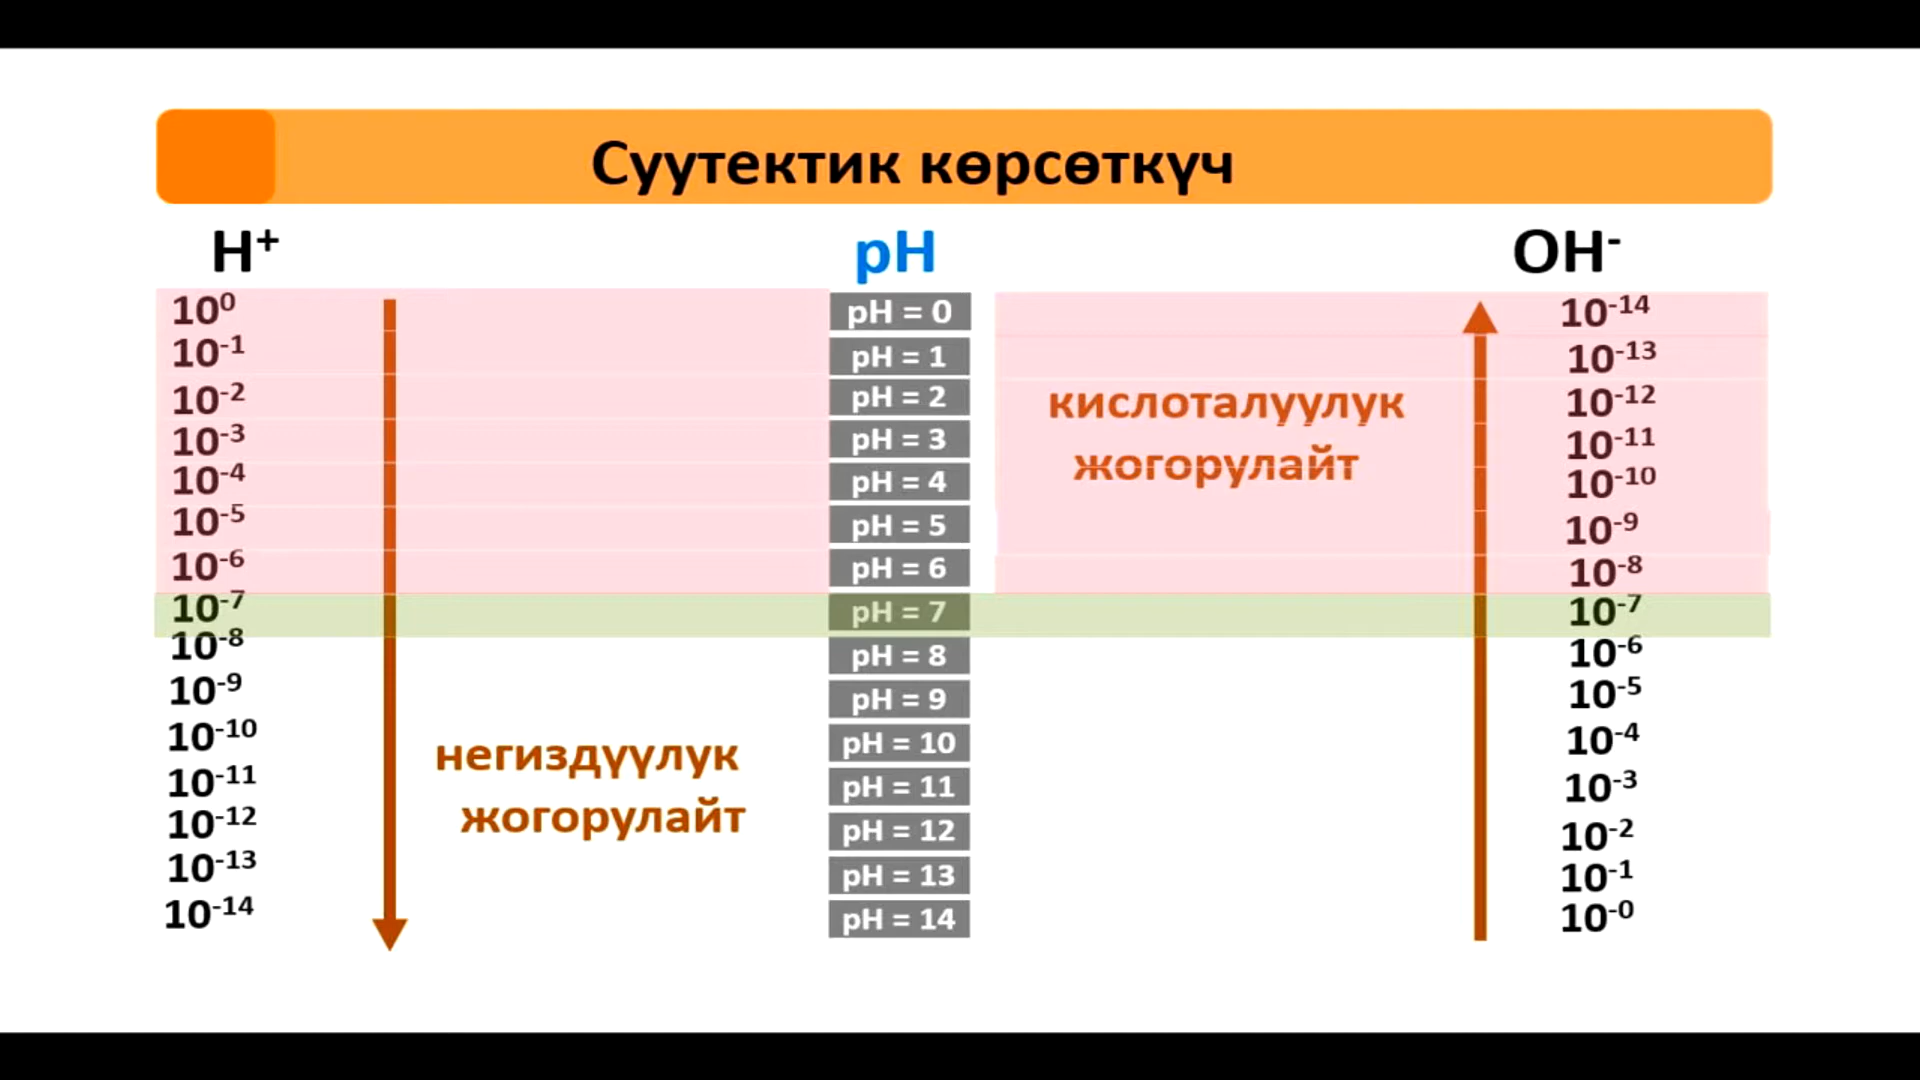 Суутектик көрсөткүч
H⁺ pH OH⁻
10⁰ pH = 0 10⁻¹⁴
10⁻¹ pH = 1 10⁻¹³
10⁻² pH = 2 10⁻¹²
10⁻³ pH = 3 10⁻¹¹
10⁻⁴ pH = 4 10⁻¹⁰
10⁻⁵ pH = 5 10⁻⁹
10⁻⁶ pH = 6 10⁻⁸
10⁻⁷ pH = 7 10⁻⁷
10⁻⁸ pH = 8 10⁻⁶
10⁻⁹ pH = 9 10⁻⁵
10⁻¹⁰ pH = 10 10⁻⁴
10⁻¹¹ pH = 11 10⁻³
10⁻¹² pH = 12 10⁻²
10⁻¹³ pH = 13 10⁻¹
10⁻¹⁴ pH = 14 10⁻⁰
кислоталуулук
жогорулайт
негиздүүлук
жогорулайт